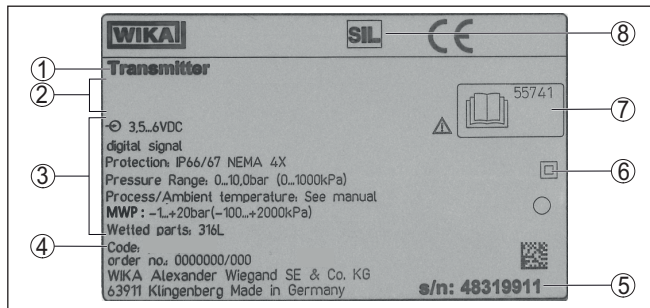 WIKAI SIL CE 8
1 Transmitter
2
55741
7
3,5...6VDC
digital signal
Protection: IP66/67 NEMA 4X
3 Pressure Range: 0...10,0bar (0...1000kPa)
6
Process/Ambient temperature: See manual
MWP: -1...+20bar(-100...+2000kPa)
Wetted parts: 316L
4 Code:
order no.: 0000000/000
WIKA Alexander Wiegand SE & Co. KG
63911 Klingenberg Made in Germany
s/n: 48319911 5